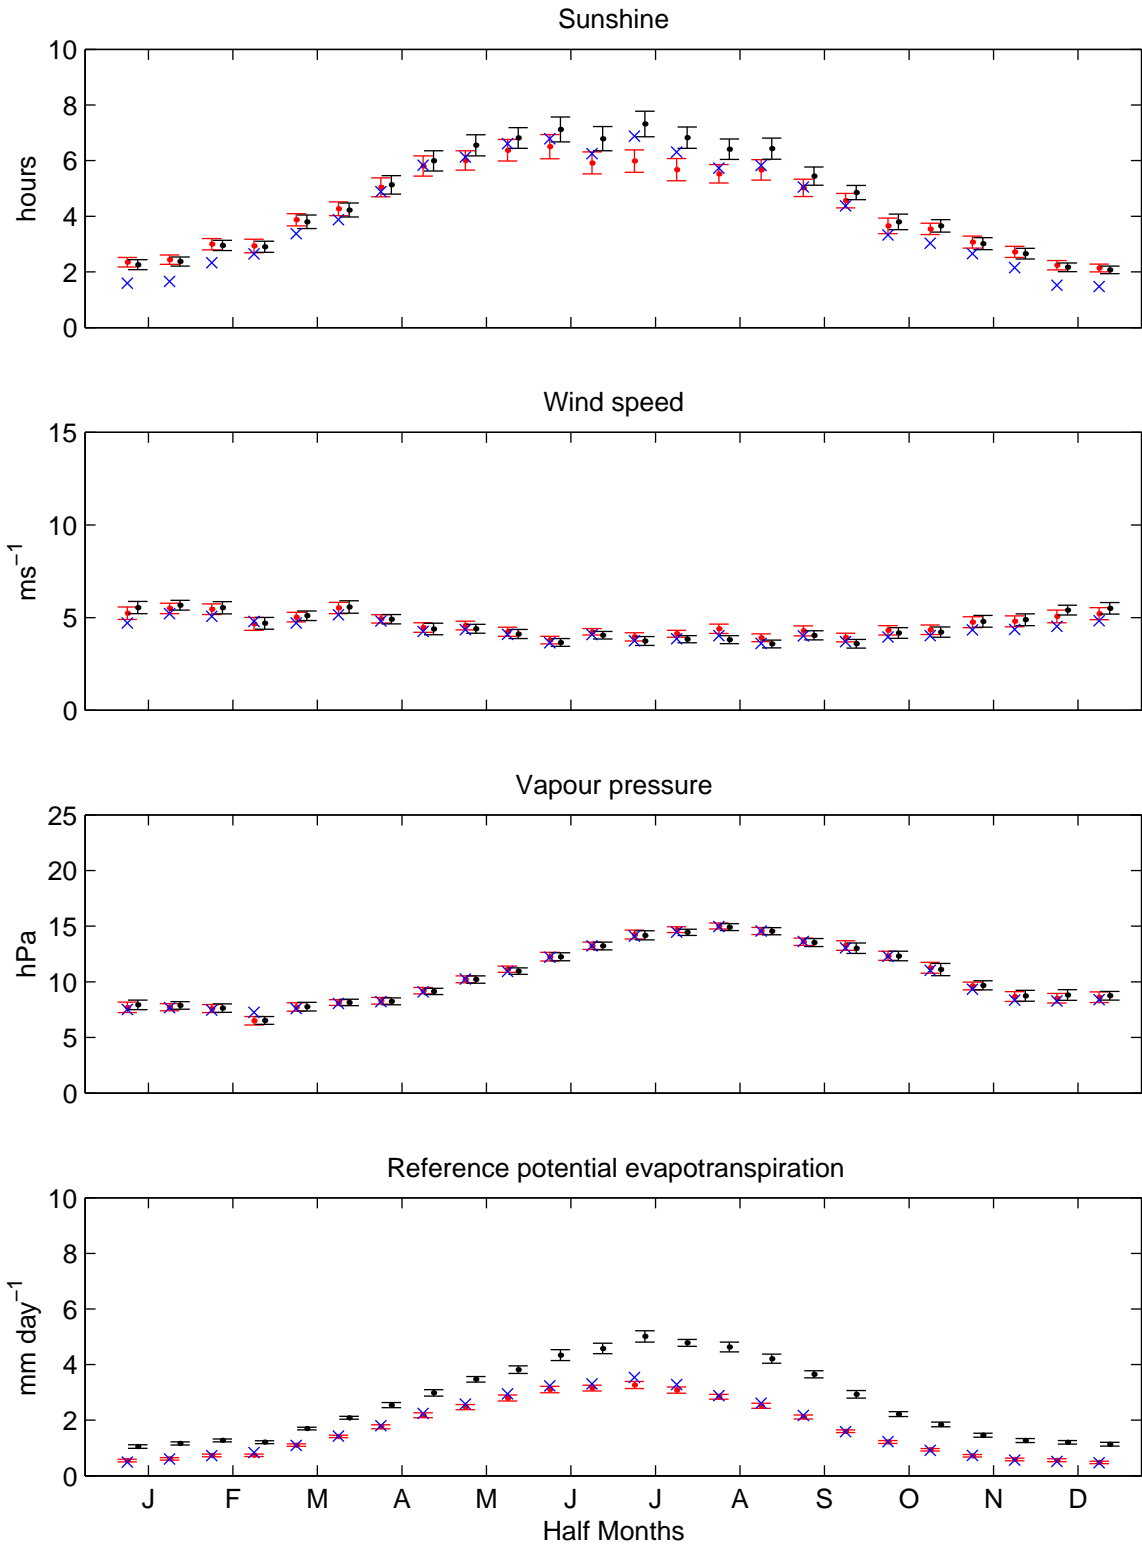 Sunshine
10
8
6
4
2
0
hours
Wind speed
15
10
5
0
ms−1
Vapour pressure
25
20
15
10
5
0
hPa
Reference potential evapotranspiration
10
8
6
4
2
0
mm day−1
J F M A M J J A S O N D
Half Months